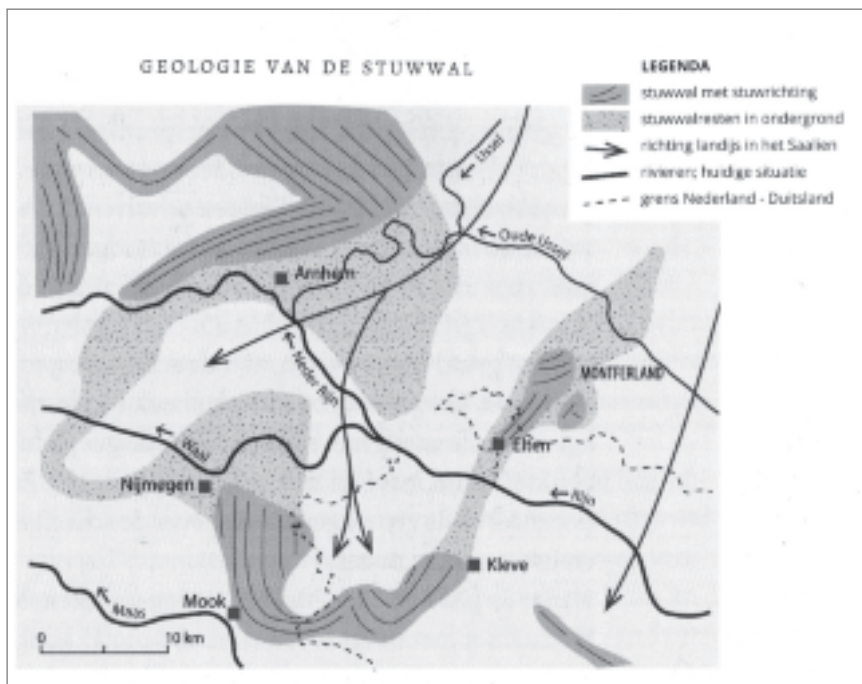 GEOLOGIE VAN DE STUWWAL
LEGENDA
stuwwal met stuwrichting
stuwwalresten in ondergrond
richting landijs in het Saalien
rivieren; huidige situatie
grens Nederland - Duitsland
IJssel
Oude IJssel
Arnhem
Neder Rijn
MONTFERLAND
Waal
Elten
Nijmegen
Rijn
Kleve
Mook
Maas
0 10 km